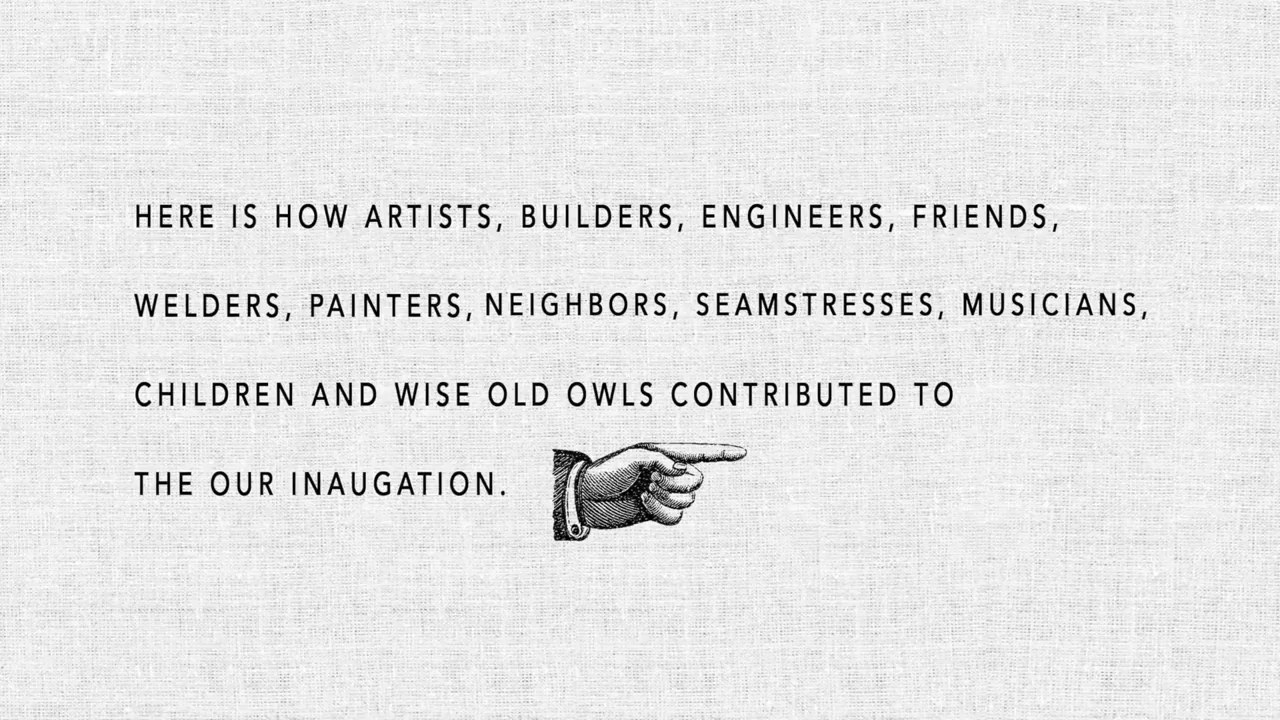 HERE IS HOW ARTISTS, BUILDERS, ENGINEERS, FRIENDS,
WELDERS, PAINTERS, NEIGHBORS, SEAMSTRESSES, MUSICIANS,
CHILDREN AND WISE OLD OWLS CONTRIBUTED TO
THE OUR INAUGATION.